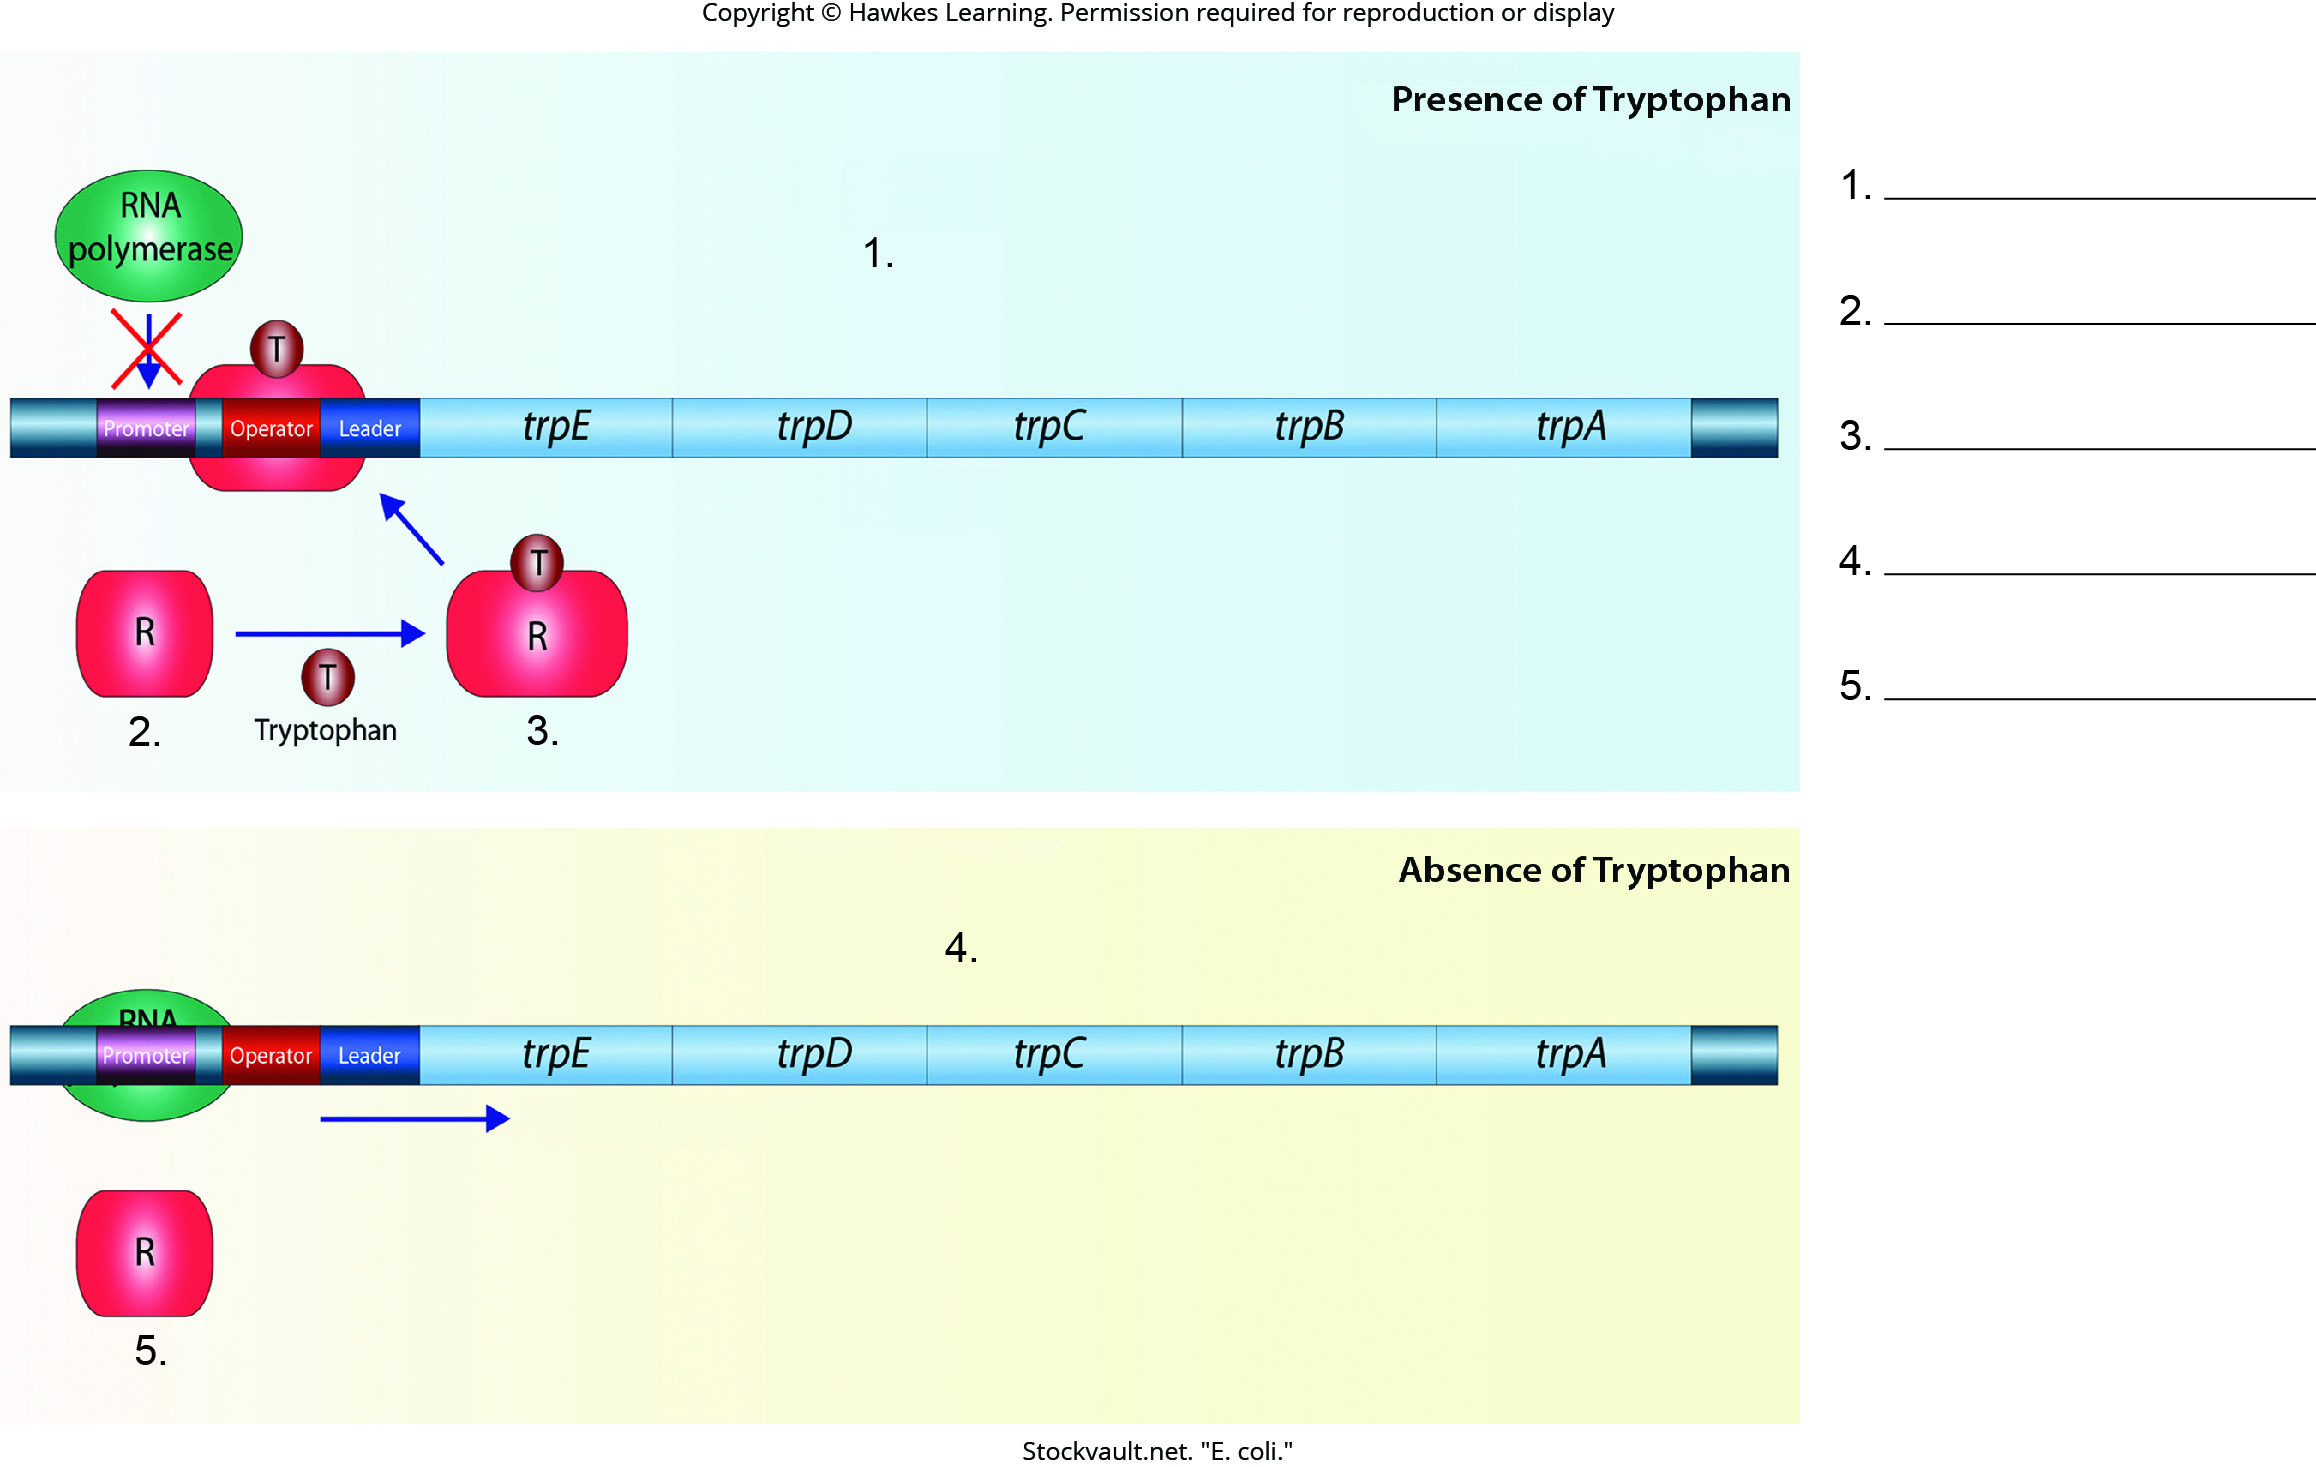 Copyright © Hawkes Learning. Permission required for reproduction or display
Presence of Tryptophan
RNA
polymerase
1.
T
Promoter Operator Leader trpE trpD trpC trpB trpA
T
R
R
T
Tryptophan
2.
3.
1.
2.
3.
4.
5.
Absence of Tryptophan
4.
RNA
Promoter Operator Leader trpE trpD trpC trpB trpA
R
5.
Stockvault.net. "E. coli."